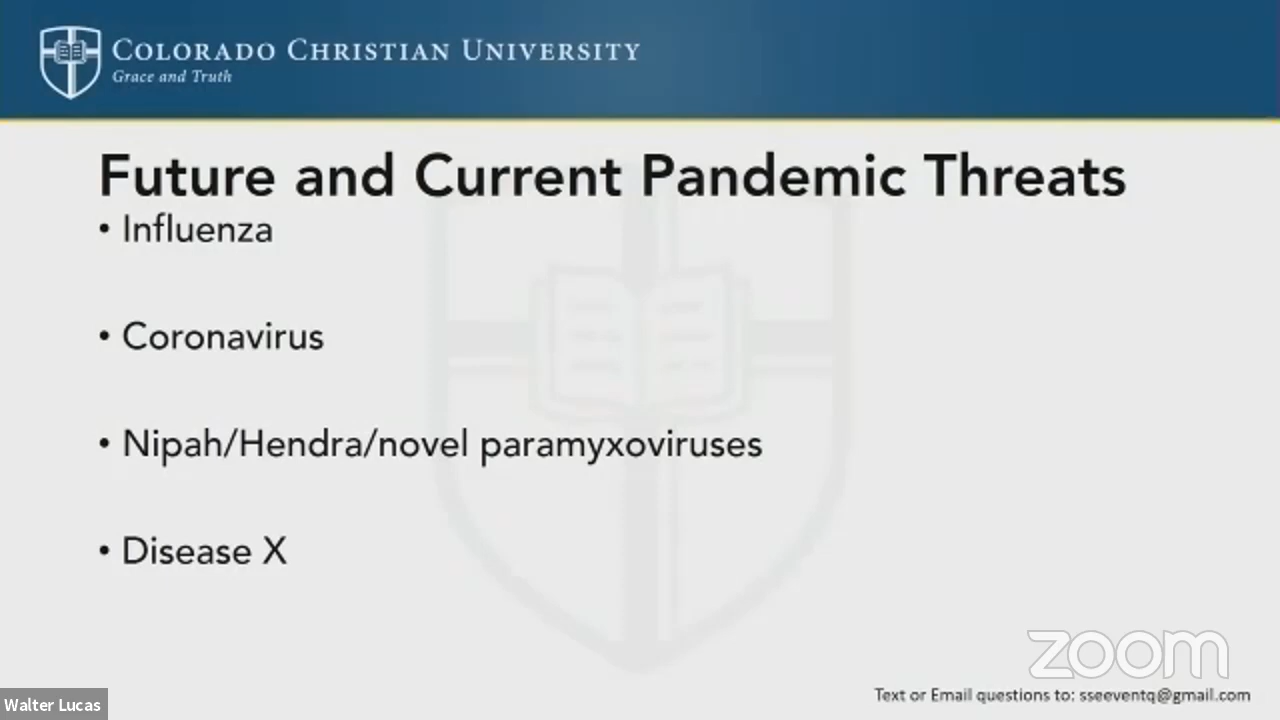 COLORADO CHRISTIAN UNIVERSITY
Grace and Truth
Future and Current Pandemic Threats
• Influenza
• Coronavirus
• Nipah/Hendra/novel paramyxoviruses
• Disease X
zoom
Text or Email questions to: sseeventq@gmail.com
Walter Lucas